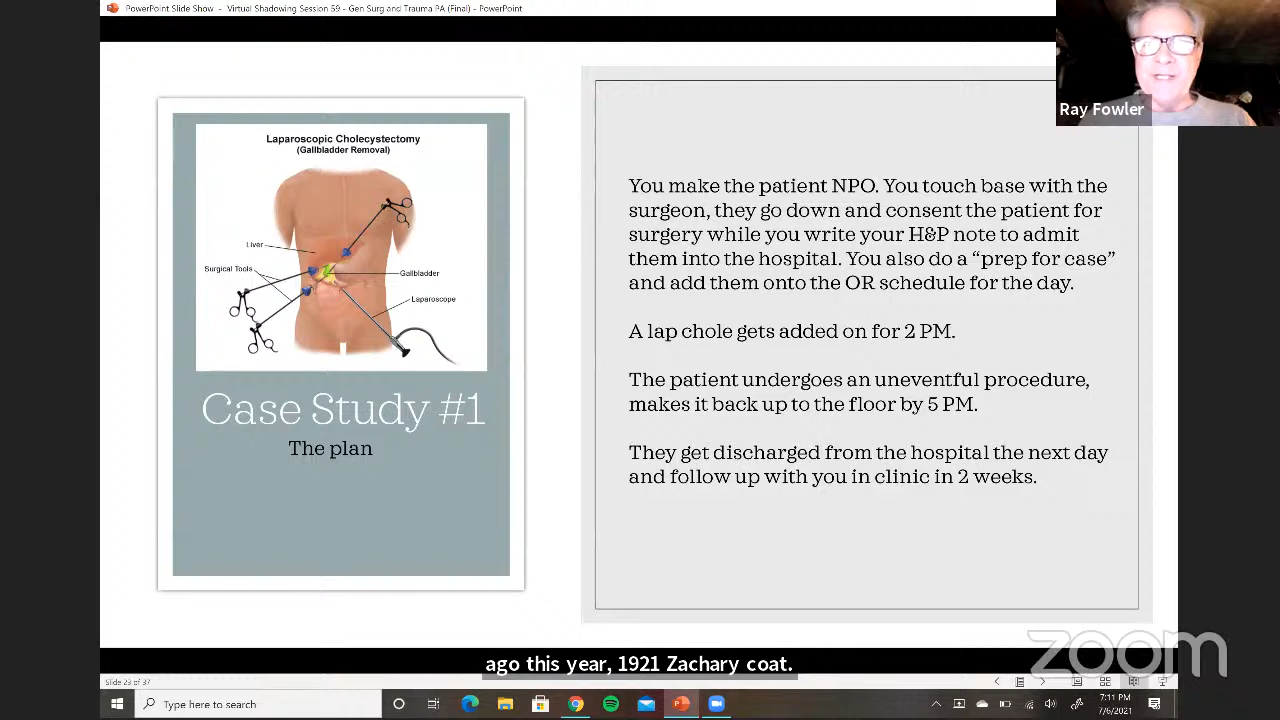 PowerPoint Slide Show - Virtual Shadowing Session 59 - Gen Surg and Trauma PA (Final) - PowerPoint
Ray Fowler
Laparoscopic Cholecystectomy
(Gallbladder Removal)
Liver
Surgical Tools
Gallbladder
Laparoscope
Case Study #1
The plan
You make the patient NPO. You touch base with the
surgeon, they go down and consent the patient for
surgery while you write your H&P note to admit
them into the hospital. You also do a “prep for case”
and add them onto the OR schedule for the day.
A lap chole gets added on for 2 PM.
The patient undergoes an uneventful procedure,
makes it back up to the floor by 5 PM.
They get discharged from the hospital the next day
and follow up with you in clinic in 2 weeks.
zoom
ago this year, 1921 Zachary coat.
Slide 23 of 37
Type here to search
7:11 PM
7/6/2021